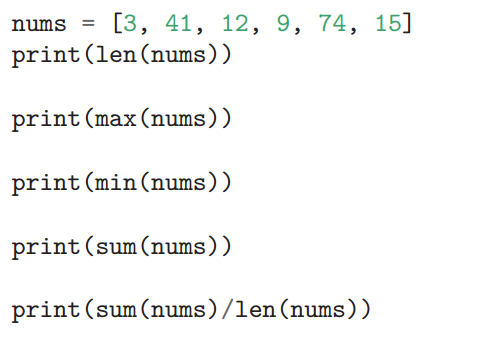 nums = [3, 41, 12, 9, 74, 15]
print(len(nums))
print(max(nums))
print(min(nums))
print(sum(nums))
print(sum(nums)/len(nums))